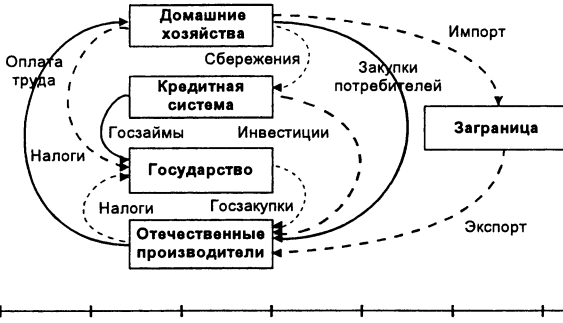 Домашние
хозяйства
Импорт
Оплата
труда
Сбережения
Закупки
потребителей
Кредитная
система
Госзаймы
Инвестиции
Заграница
Налоги
Государство
Налоги
Госзакупки
Экспорт
Отечественные
производители